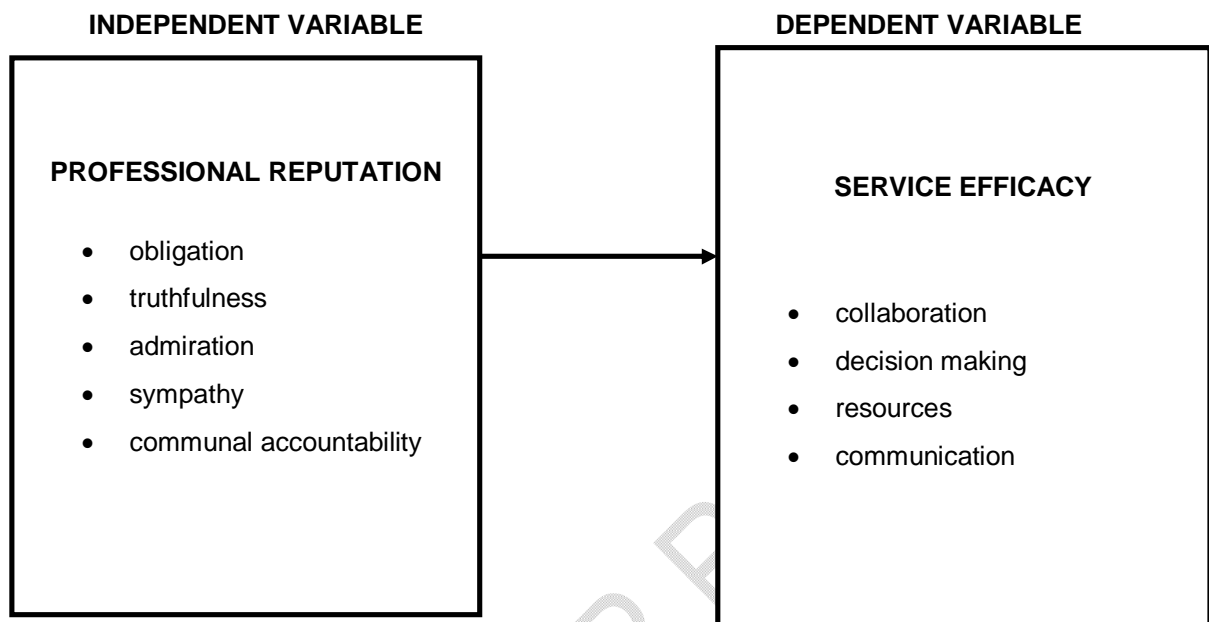 INDEPENDENT VARIABLE
PROFESSIONAL REPUTATION
• obligation
• truthfulness
• admiration
• sympathy
• communal accountability
DEPENDENT VARIABLE
SERVICE EFFICACY
• collaboration
• decision making
• resources
• communication